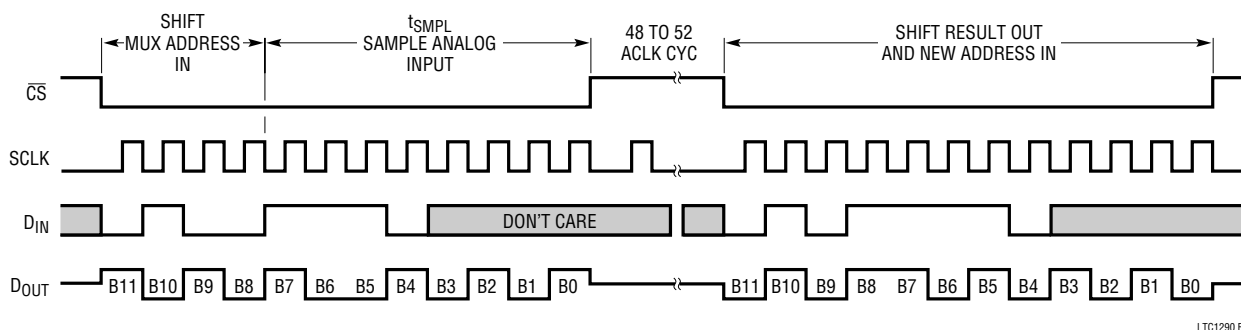 SHIFT
MUX ADDRESS
IN
tSMPL
SAMPLE ANALOG
INPUT
48 TO 52
ACLK CYC
SHIFT RESULT OUT
AND NEW ADDRESS IN
CS
SCLK
DIN
DON'T CARE
DOUT
B11 B10 B9 B8 B7 B6 B5 B4 B3 B2 B1 B0
B11 B10 B9 B8 B7 B6 B5 B4 B3 B2 B1 B0
LTC1290 F